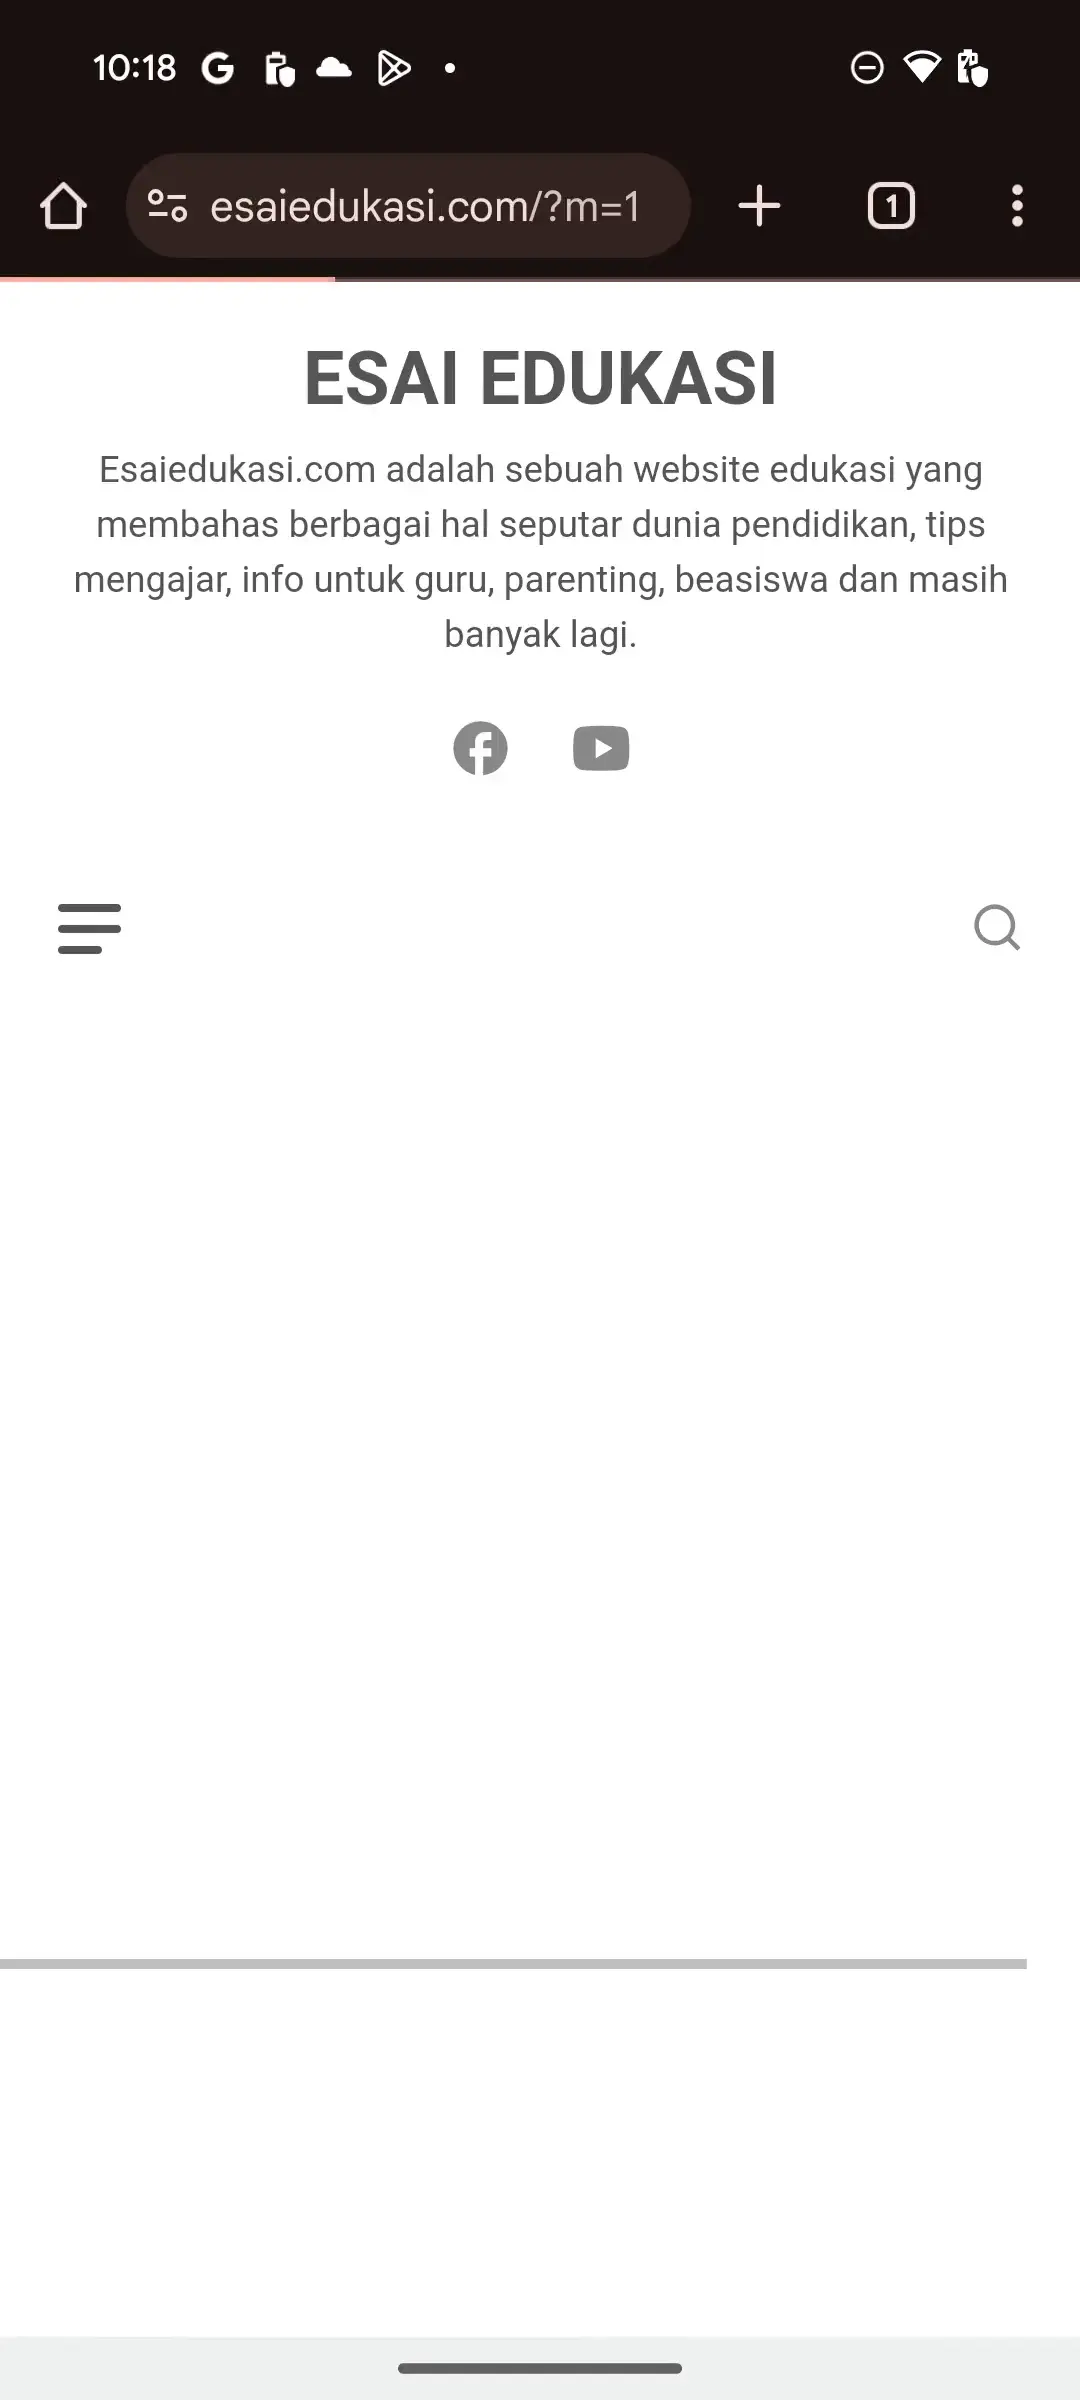 10:18
esaiedukasi.com/?m=1
1
ESAI EDUKASI
Esaiedukasi.com adalah sebuah website edukasi yang
membahas berbagai hal seputar dunia pendidikan, tips
mengajar, info untuk guru, parenting, beasiswa dan masih
banyak lagi.